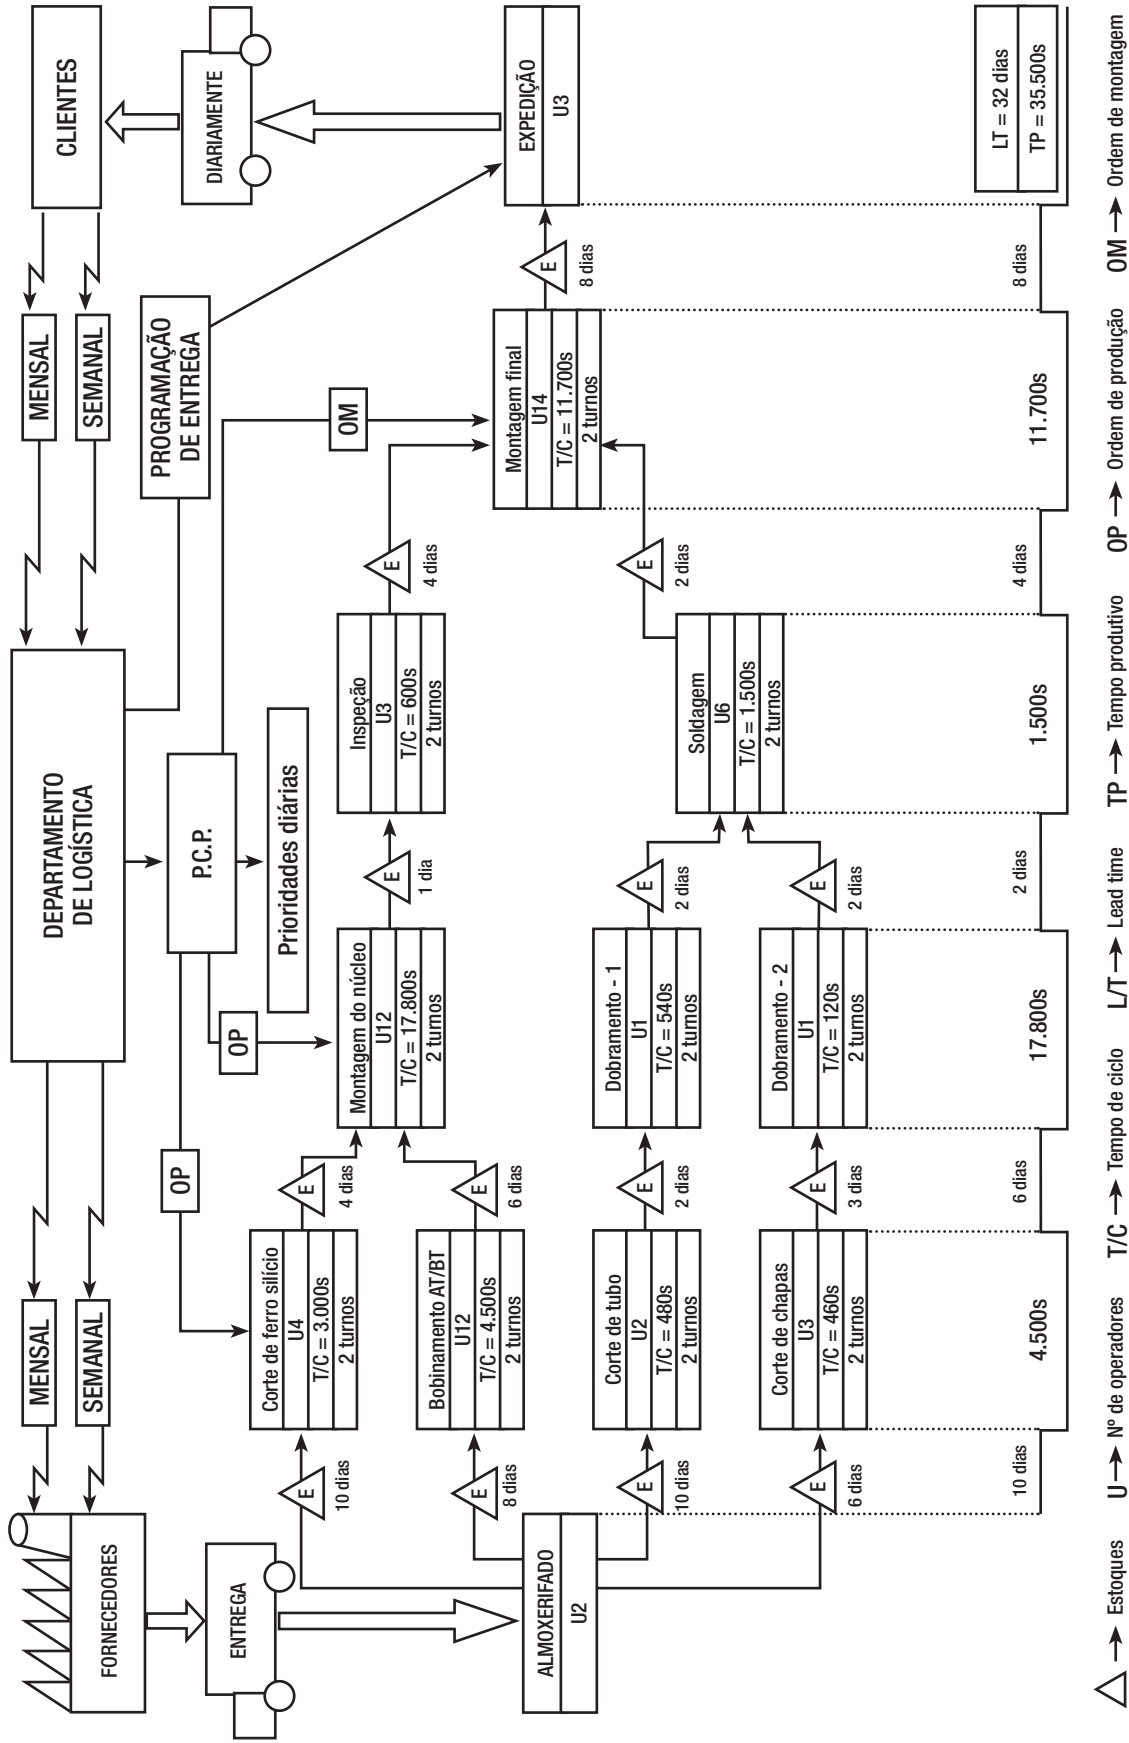 FORNECEDORES
MENSAL
SEMANAL
DEPARTAMENTO
DE LOGÍSTICA
MENSAL
SEMANAL
CLIENTES
ENTREGA
OP
OP
P.C.P.
PROGRAMAÇÃO
DE ENTREGA
DIARIAMENTE
Prioridades diárias
OM
E
10 dias
Corte de ferro silício
U4
T/C = 3.000s
2 turnos
E
4 dias
Montagem do núcleo
U12
T/C = 17.800s
2 turnos
E
1 dia
Inspeção
U3
T/C = 600s
2 turnos
E
4 dias
E
8 dias
Bobinamento AT/BT
U12
T/C = 4.500s
2 turnos
E
6 dias
Montagem final
U14
T/C = 11.700s
2 turnos
E
8 dias
EXPEDIÇÃO
U3
ALMOXERIFADO
U2
E
10 dias
Corte de tubo
U2
T/C = 480s
2 turnos
E
2 dias
Dobramento - 1
U1
T/C = 540s
2 turnos
E
2 dias
Soldagem
U6
T/C = 1.500s
2 turnos
E
2 dias
E
6 dias
Corte de chapas
U3
T/C = 460s
2 turnos
E
3 dias
Dobramento - 2
U1
T/C = 120s
2 turnos
E
2 dias
10 dias
4.500s
6 dias
17.800s
2 dias
1.500s
4 dias
11.700s
8 dias
LT = 32 dias
TP = 35.500s
Estoques
U Nº de operadores
T/C Tempo de ciclo
L/T Lead time
TP Tempo produtivo
OP Ordem de produção
OM Ordem de montagem